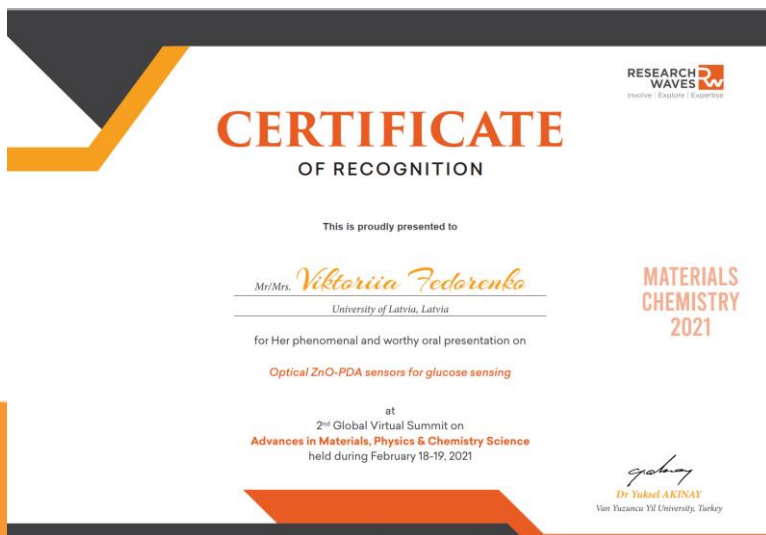 RESEARCH
WAVES RW
Involve | Explore | Expertise
CERTIFICATE
OF RECOGNITION
This is proudly presented to
Mr/Mrs. Viktoriia Fedorenko
University of Latvia, Latvia
for Her phenomenal and worthy oral presentation on
Optical ZnO-PDA sensors for glucose sensing
MATERIALS
CHEMISTRY
2021
at
2nd Global Virtual Summit on
Advances in Materials, Physics & Chemistry Science
held during February 18-19, 2021
Dr Yuksel AKINAY
Van Yuzuncu Yil University, Turkey